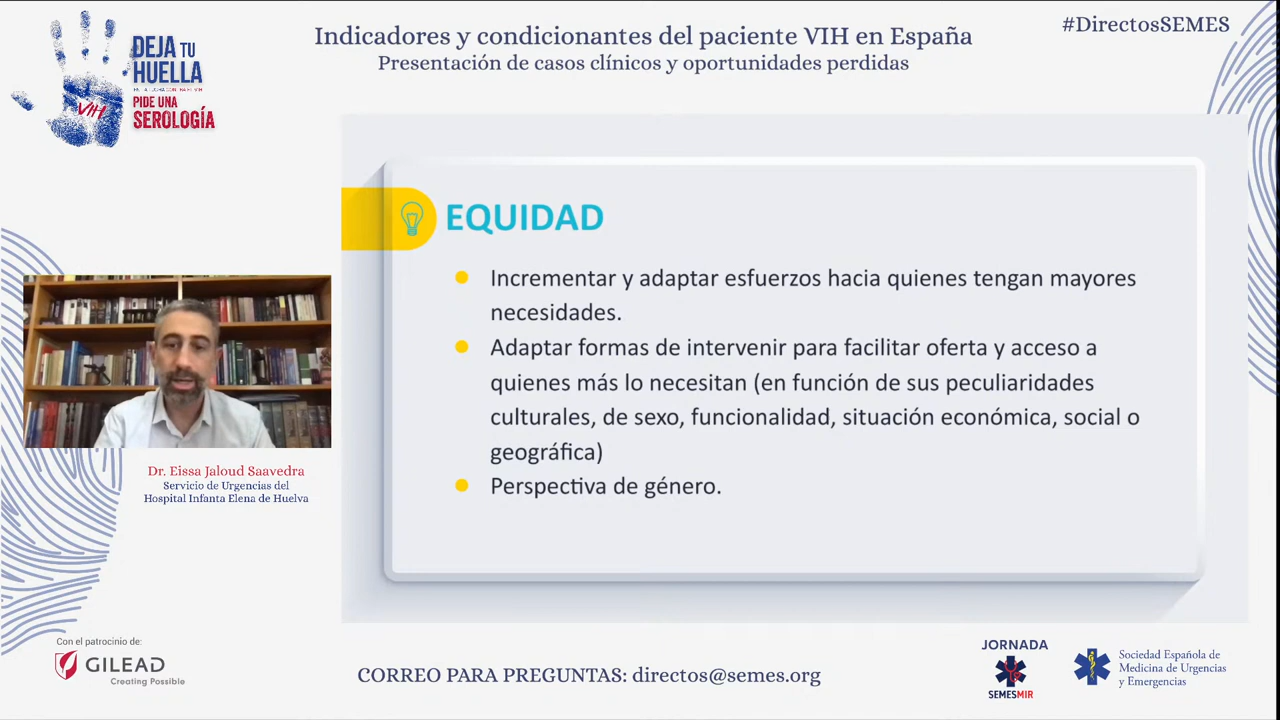 #DirectosSEMES
Indicadores y condicionantes del paciente VIH en España
Presentación de casos clínicos y oportunidades perdidas
DEJA TU
HUELLA
PIDE UNA
SEROLOGÍA
VIH
EQUIDAD
Incrementar y adaptar esfuerzos hacia quienes tengan mayores
necesidades.
Adaptar formas de intervenir para facilitar oferta y acceso a
quienes más lo necesitan (en función de sus peculiaridades
culturales, de sexo, funcionalidad, situación económica, social o
geográfica)
Perspectiva de género.
Dr. Eissa Jaloud Saavedra
Servicio de Urgencias del
Hospital Infanta Elena de Huelva
Con el patrocinio de:
GILEAD
Creating Possible
CORREO PARA PREGUNTAS: directos@semes.org
JORNADA
SEMESMIR
Sociedad Española de
Medicina de Urgencias
y Emergencias